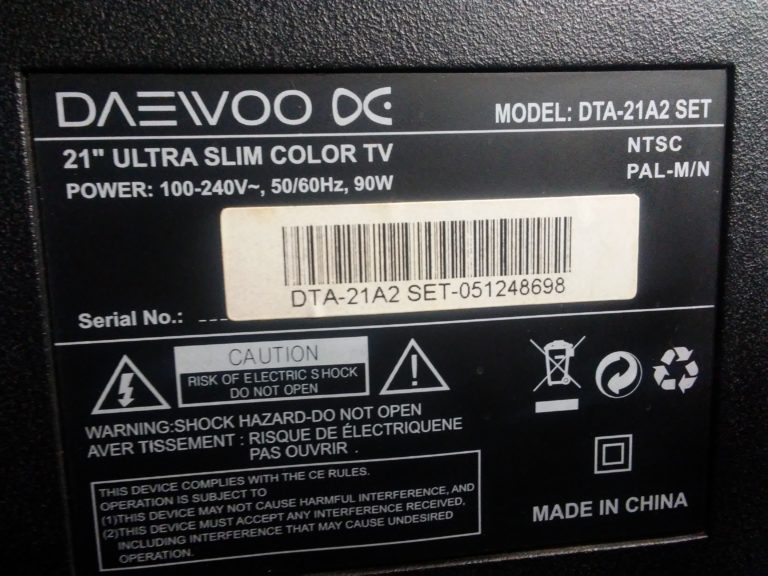 DAEWOO
MODEL: DTA-21A2 SET
21" ULTRA SLIM COLOR TV
NTSC
POWER: 100-240V~, 50/60Hz, 90W
PAL-M/N
DTA-21A2 SET-051248698
Serial No.:
CAUTION
RISK OF ELECTRIC SHOCK
DO NOT OPEN
WARNING:SHOCK HAZARD-DO NOT OPEN
AVER TISSEMENT : RISQUE DE ÉLECTRIQUENE
PAS OUVRIR .
THIS DEVICE COMPLIES WITH THE CE RULES.
OPERATION IS SUBJECT TO
(1)THIS DEVICE MAY NOT CAUSE HARMFUL INTERFERENCE, AND
(2)THIS DEVICE MUST ACCEPT ANY INTERFERENCE RECEIVED,
INCLUDING INTERFERENCE THAT MAY CAUSE UNDESIRED
OPERATION.
MADE IN CHINA